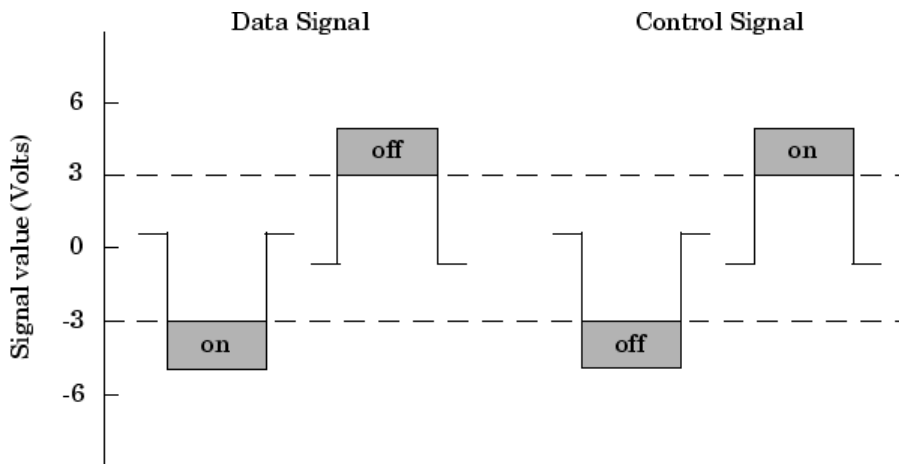 Data Signal
Control Signal
Signal value (Volts)
6
3
0
-3
-6
off
on
on
off